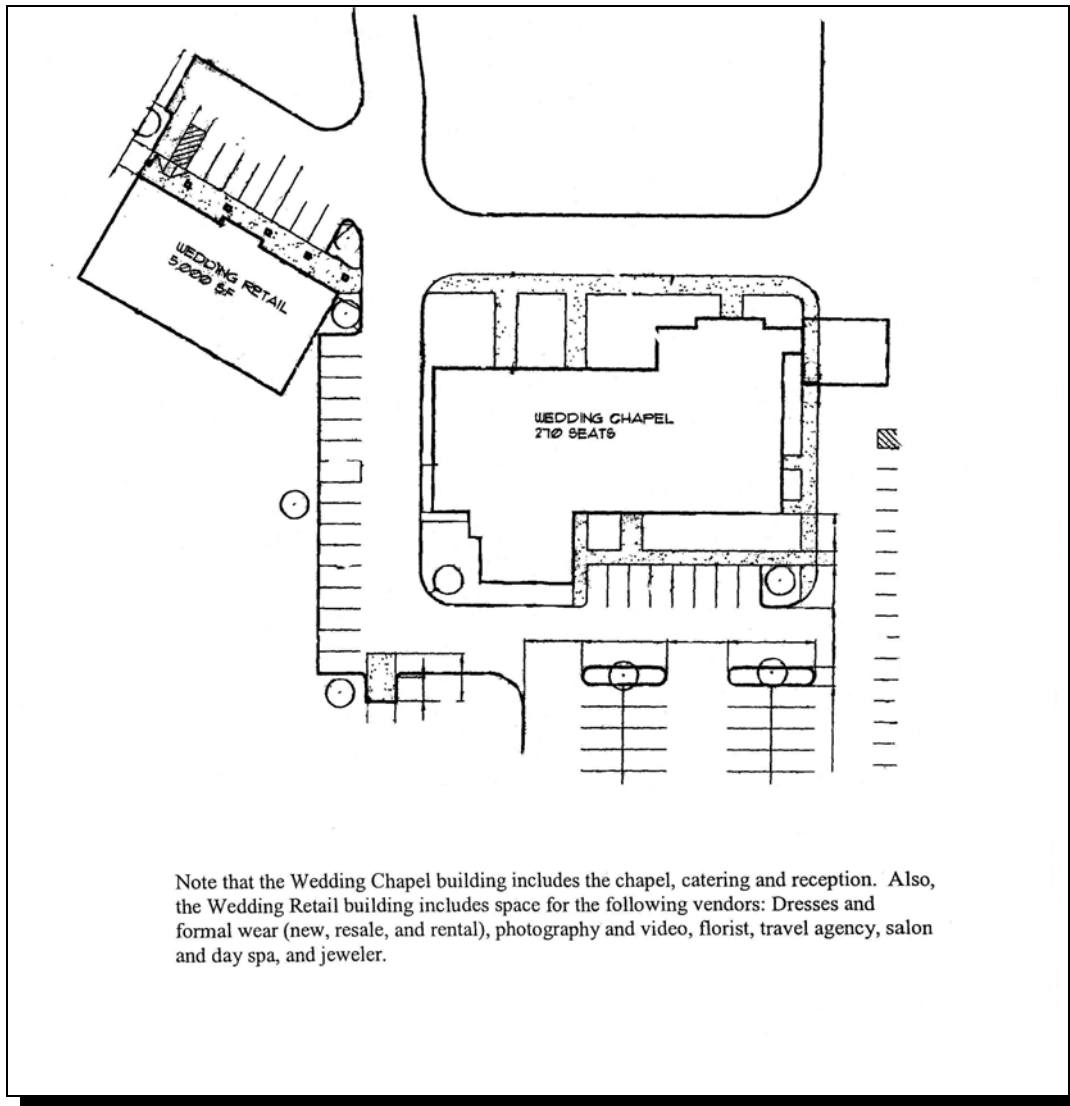 WEDDING RETAIL
5,000 SF
WEDDING CHAPEL
270 SEATS
Note that the Wedding Chapel building includes the chapel, catering and reception.  Also,
the Wedding Retail building includes space for the following vendors: Dresses and
formal wear (new, resale, and rental), photography and video, florist, travel agency, salon
and day spa, and jeweler.